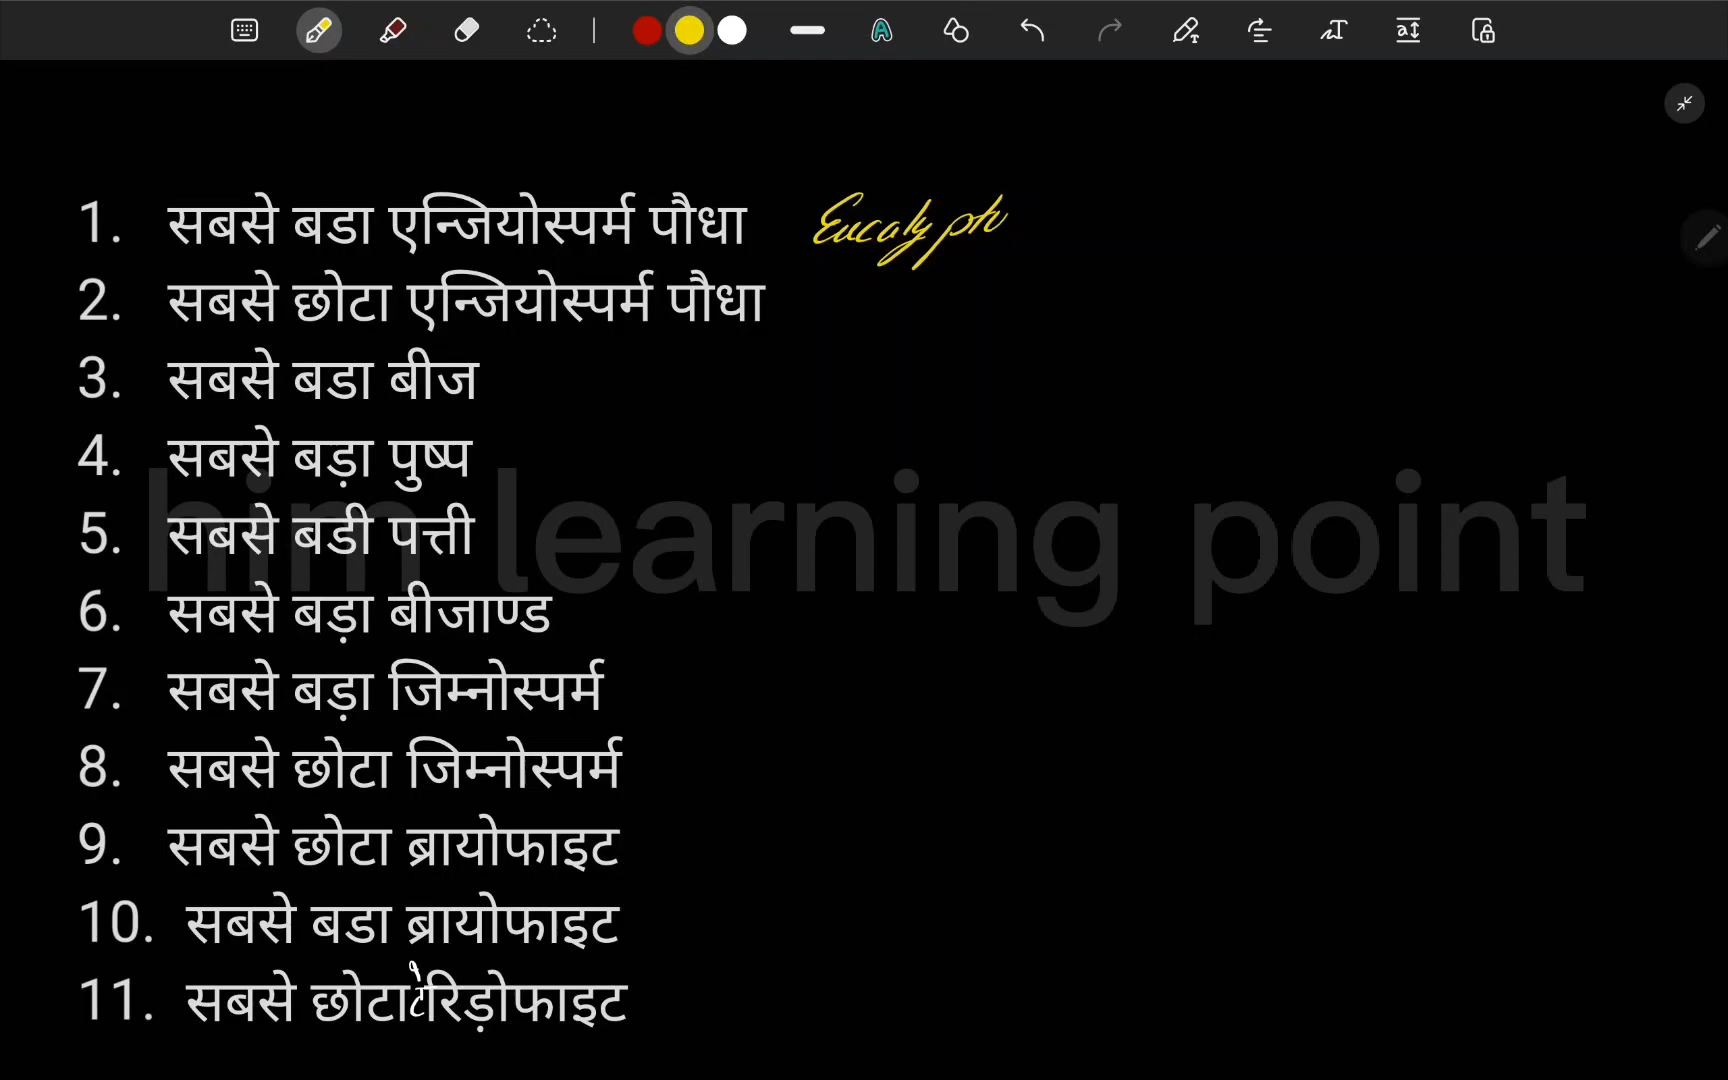 1. सबसे बडा एन्जियोस्पर्म पौधा Eucalyptu
2. सबसे छोटा एन्जियोस्पर्म पौधा
3. सबसे बडा बीज
4. सबसे बड़ा पुष्प
5. सबसे बडी पत्ती
6. सबसे बड़ा बीजाण्ड
7. सबसे बड़ा जिम्नोस्पर्म
8. सबसे छोटा जिम्नोस्पर्म
9. सबसे छोटा ब्रायोफाइट
10. सबसे बडा ब्रायोफाइट
11. सबसे छोटा टेरिड़ोफाइट
him learning point